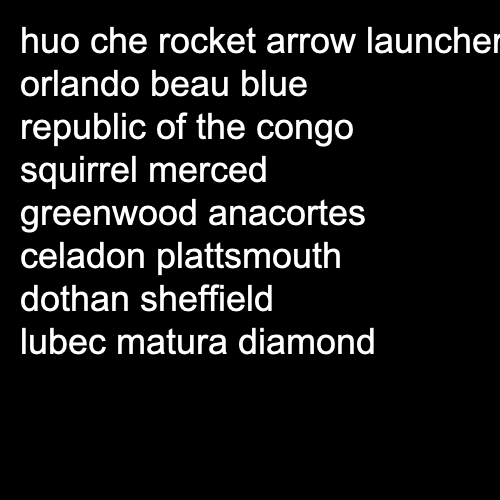 huo che rocket arrow launcher
orlando beau blue
republic of the congo
squirrel merced
greenwood anacortes
celadon plattsmouth
dothan sheffield
lubec matura diamond